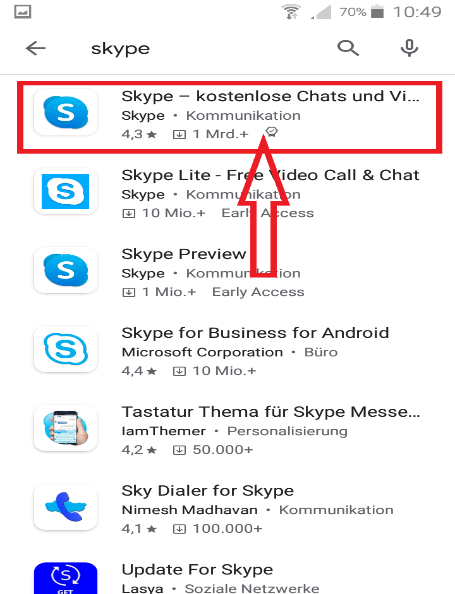 70% 10:49
skype
Skype – kostenlose Chats und Vi...
Skype • Kommunikation
4,3 ★ 1 Mrd.+
Skype Lite - Free Video Call & Chat
Skype • Kommunikation
10 Mio.+ Early Access
Skype Preview
Skype • Kommunikation
1 Mio.+ Early Access
Skype for Business for Android
Microsoft Corporation • Büro
4,4 ★ 10 Mio.+
Tastatur Thema für Skype Messe...
IamThemer • Personalisierung
4,2 ★ 50.000+
Sky Dialer for Skype
Nimesh Madhavan • Kommunikation
4,1 ★ 100.000+
Update For Skype
GET
Lasya • Soziale Netzwerke